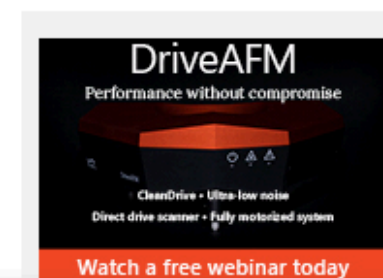 DriveAFM
Performance without compromise
CleanDrive • Ultra-low noise
Direct drive scanner • Fully motorized system
Watch a free webinar today